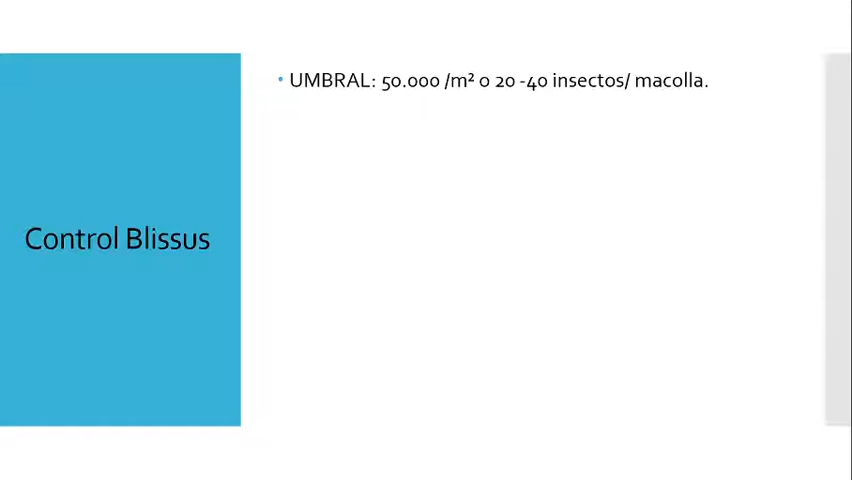 Control Blissus
• UMBRAL: 50.000 /m² o 20 -40 insectos/ macolla.